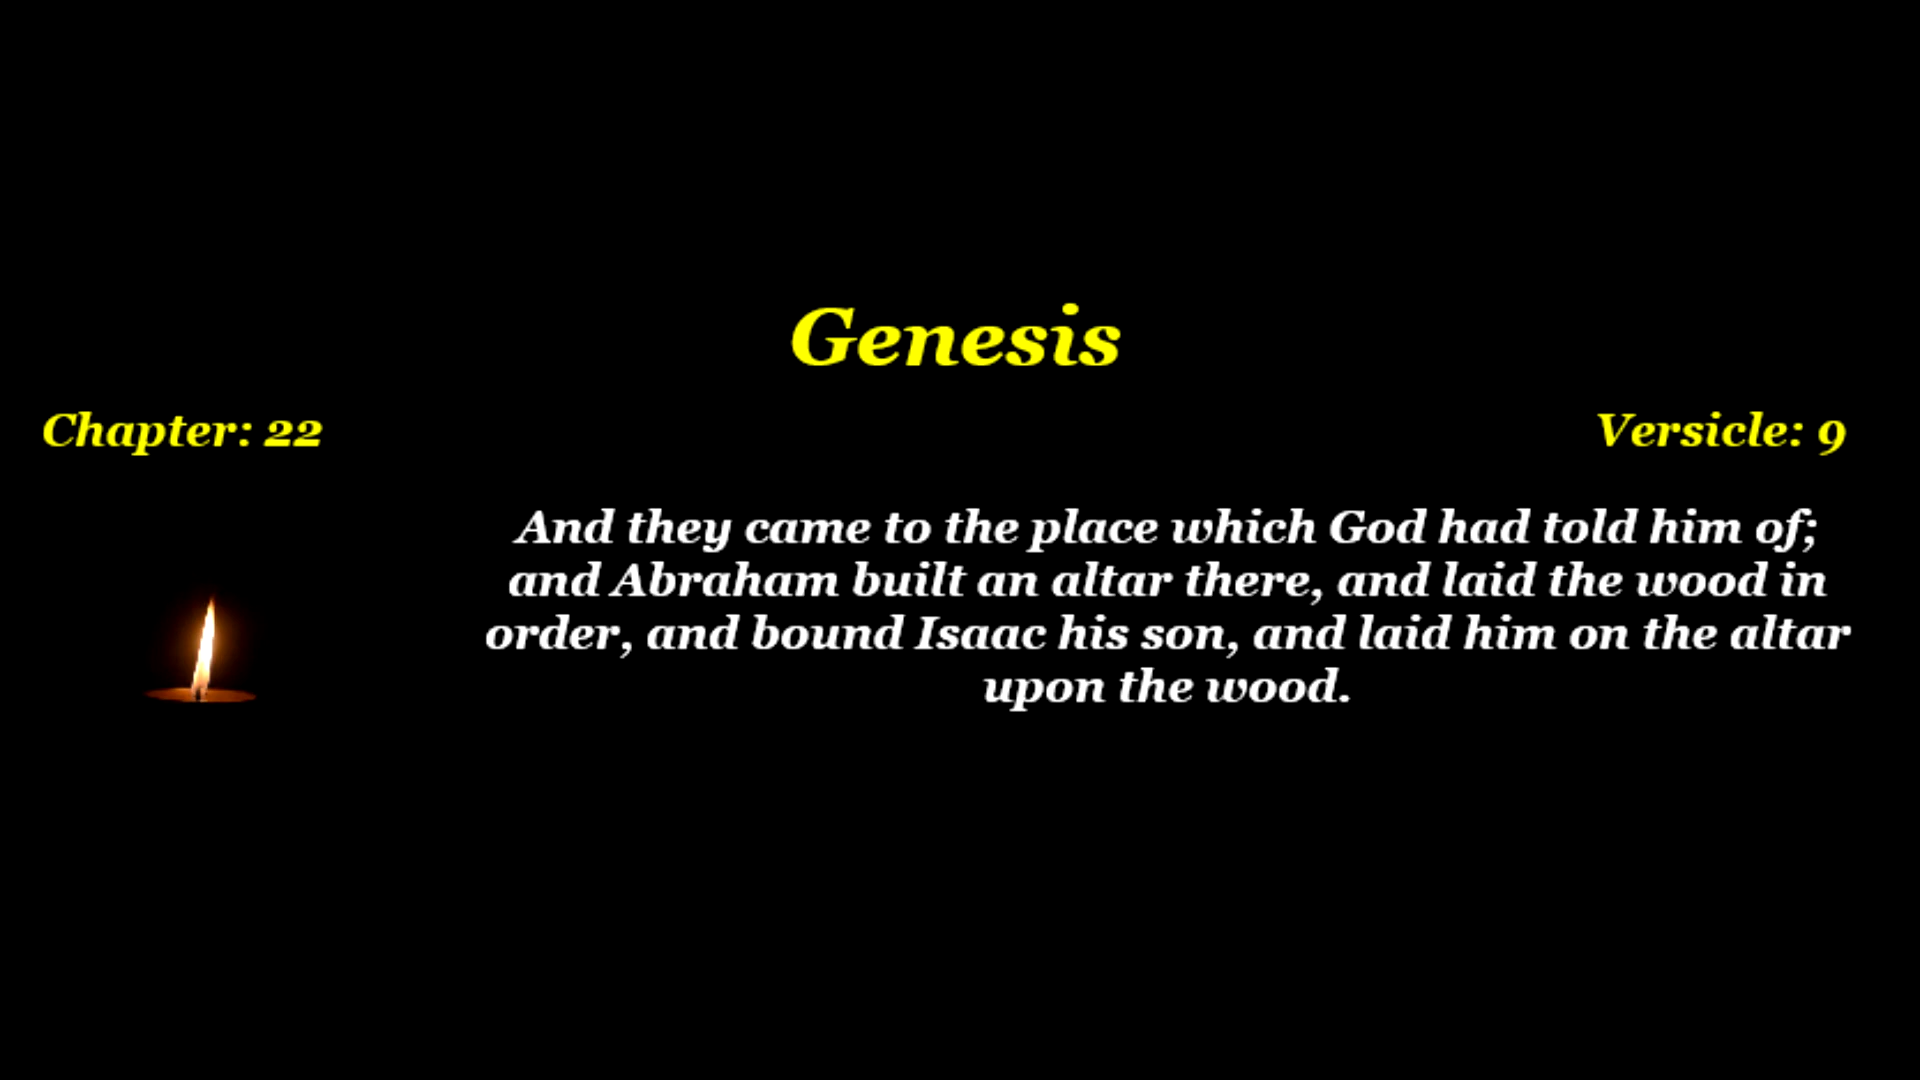 Genesis
Chapter: 22
Versicle: 9
And they came to the place which God had told him of;
and Abraham built an altar there, and laid the wood in
order, and bound Isaac his son, and laid him on the altar
upon the wood.